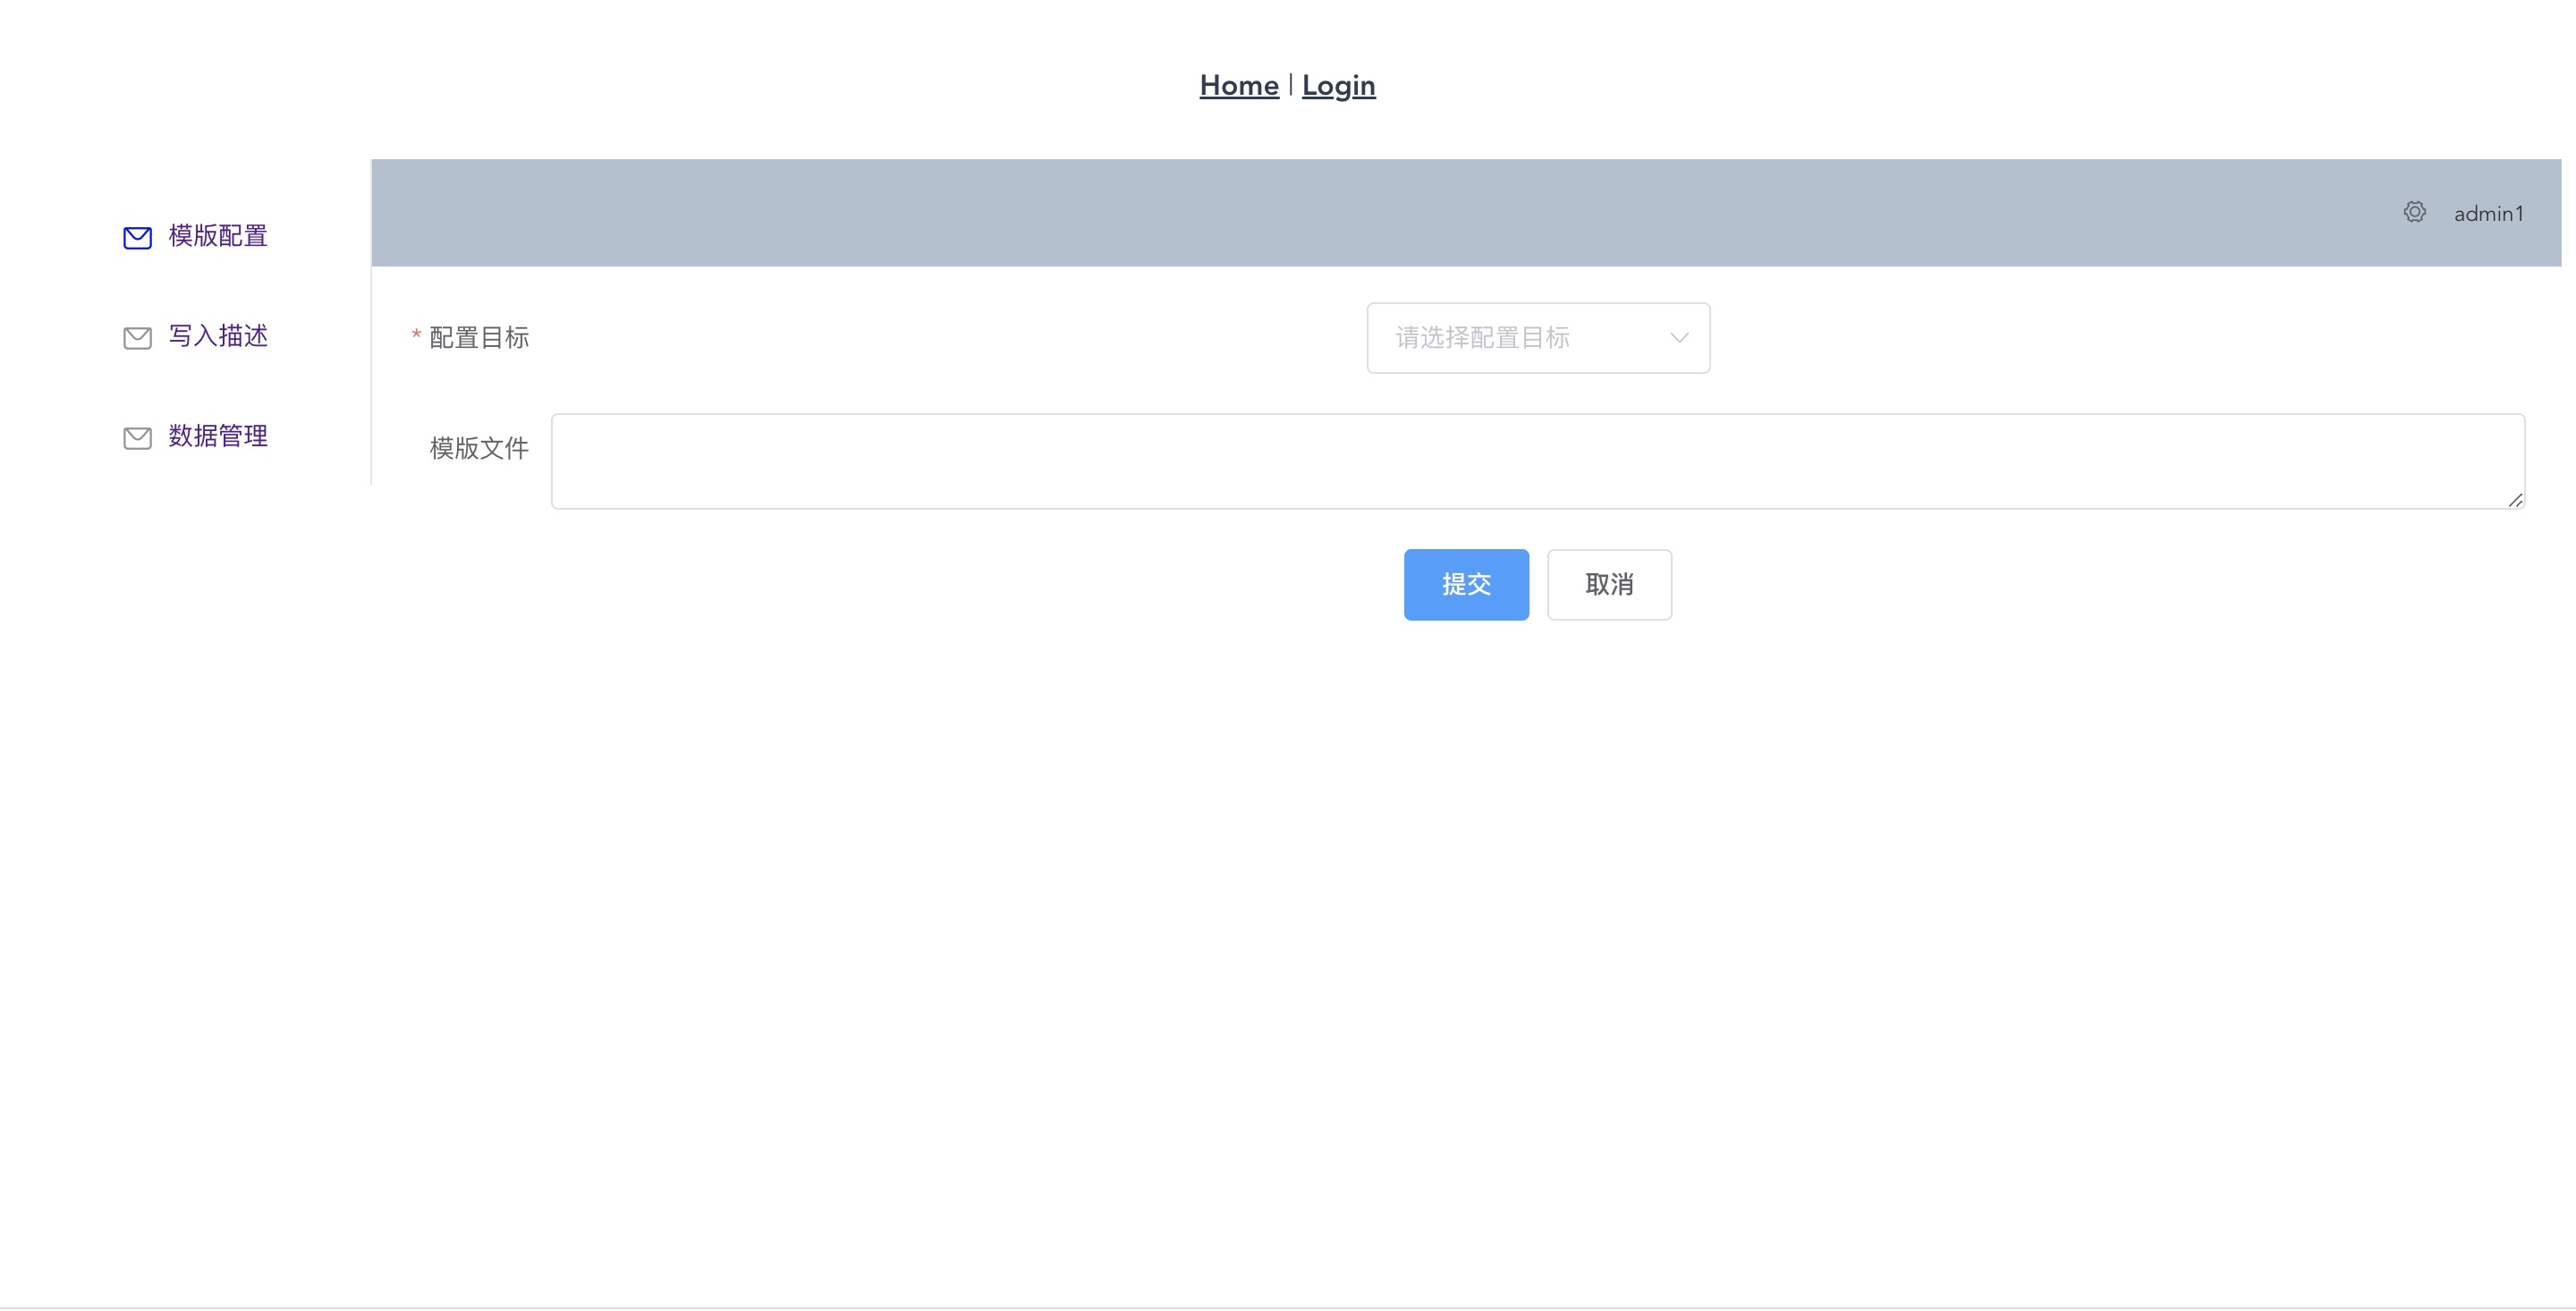 Home | Login
admin1
模版配置
写入描述
数据管理
* 配置目标 请选择配置目标
模版文件
提交 取消